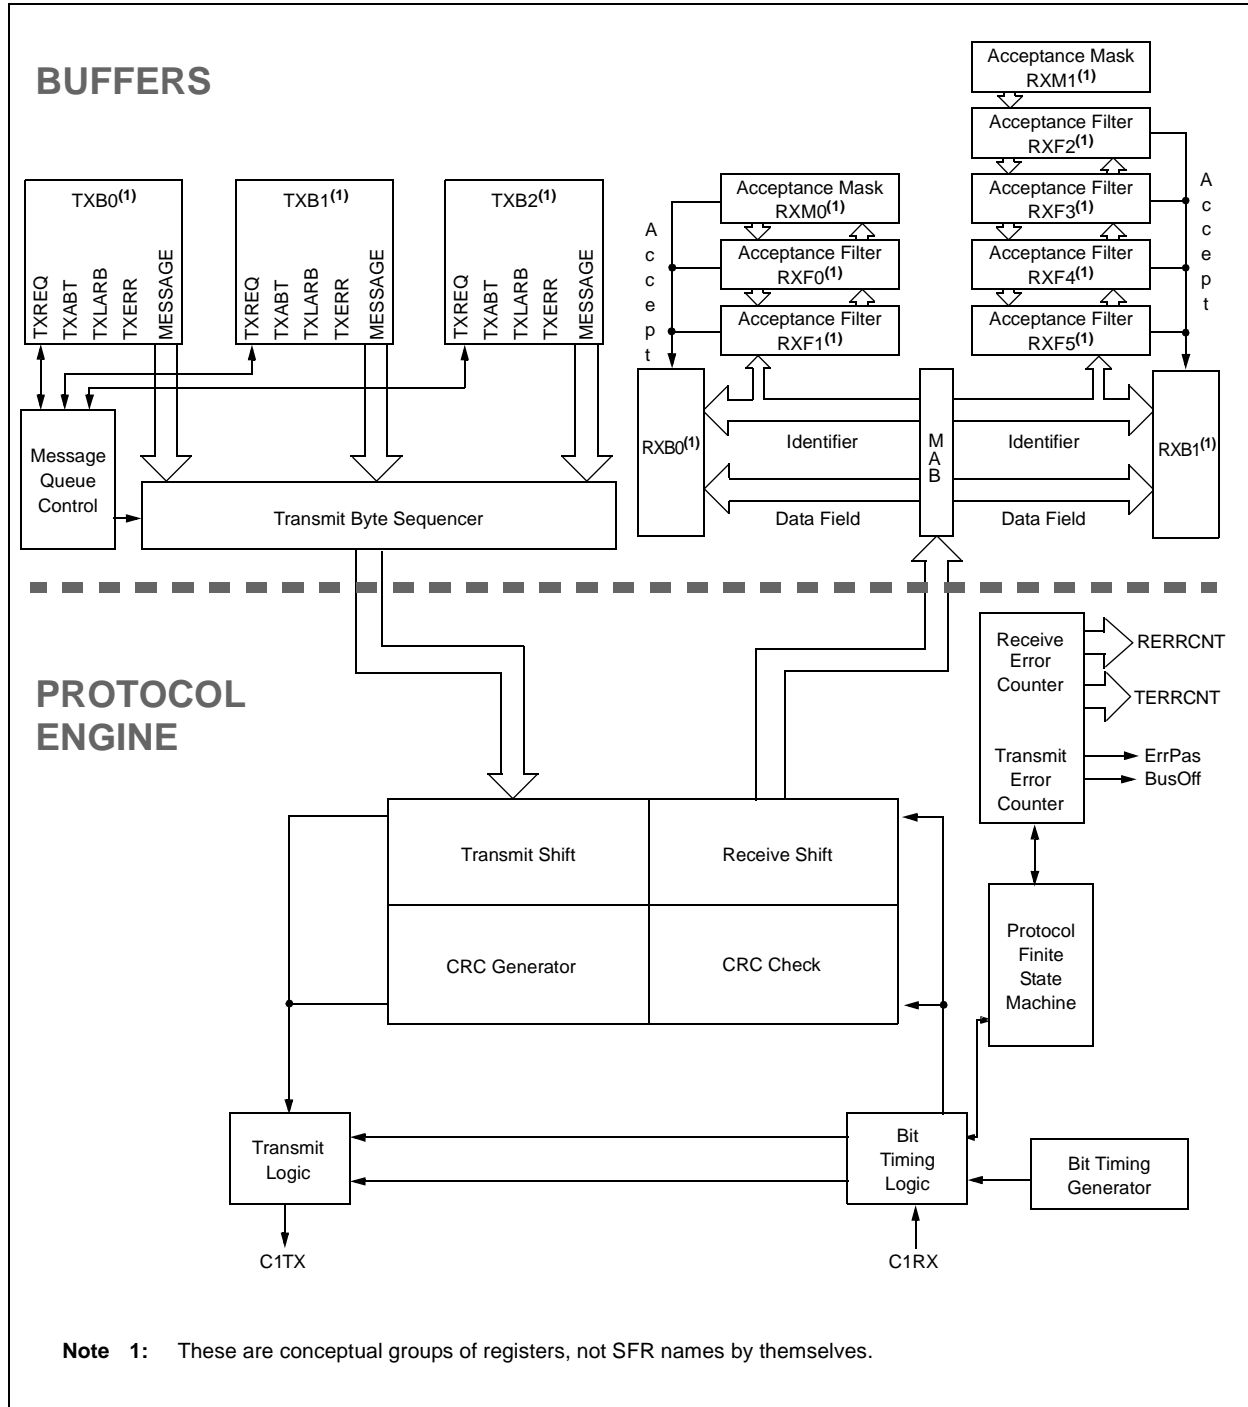 BUFFERS
Acceptance Mask
RXM1(1)
Acceptance Filter
RXF2(1)
Acceptance Filter
RXF3(1)
Acceptance Filter
RXF4(1)
Acceptance Filter
RXF5(1)
Accept
Acceptance Mask
RXM0(1)
Acceptance Filter
RXF0(1)
Acceptance Filter
RXF1(1)
Accept
TXB0(1)
TXREQ
TXABT
TXLARB
TXERR
MESSAGE
TXB1(1)
TXREQ
TXABT
TXLARB
TXERR
MESSAGE
TXB2(1)
TXREQ
TXABT
TXLARB
TXERR
MESSAGE
Message
Queue
Control
Transmit Byte Sequencer
RXB0(1)
Identifier
Data Field
MAB
Identifier
Data Field
RXB1(1)
PROTOCOL
ENGINE
Receive
Error
Counter
Transmit
Error
Counter
RERRCNT
TERRCNT
ErrPas
BusOff
Transmit Shift
Receive Shift
CRC Generator
CRC Check
Protocol
Finite
State
Machine
Transmit
Logic
Bit
Timing
Logic
Bit Timing
Generator
C1TX
C1RX
Note 1: These are conceptual groups of registers, not SFR names by themselves.